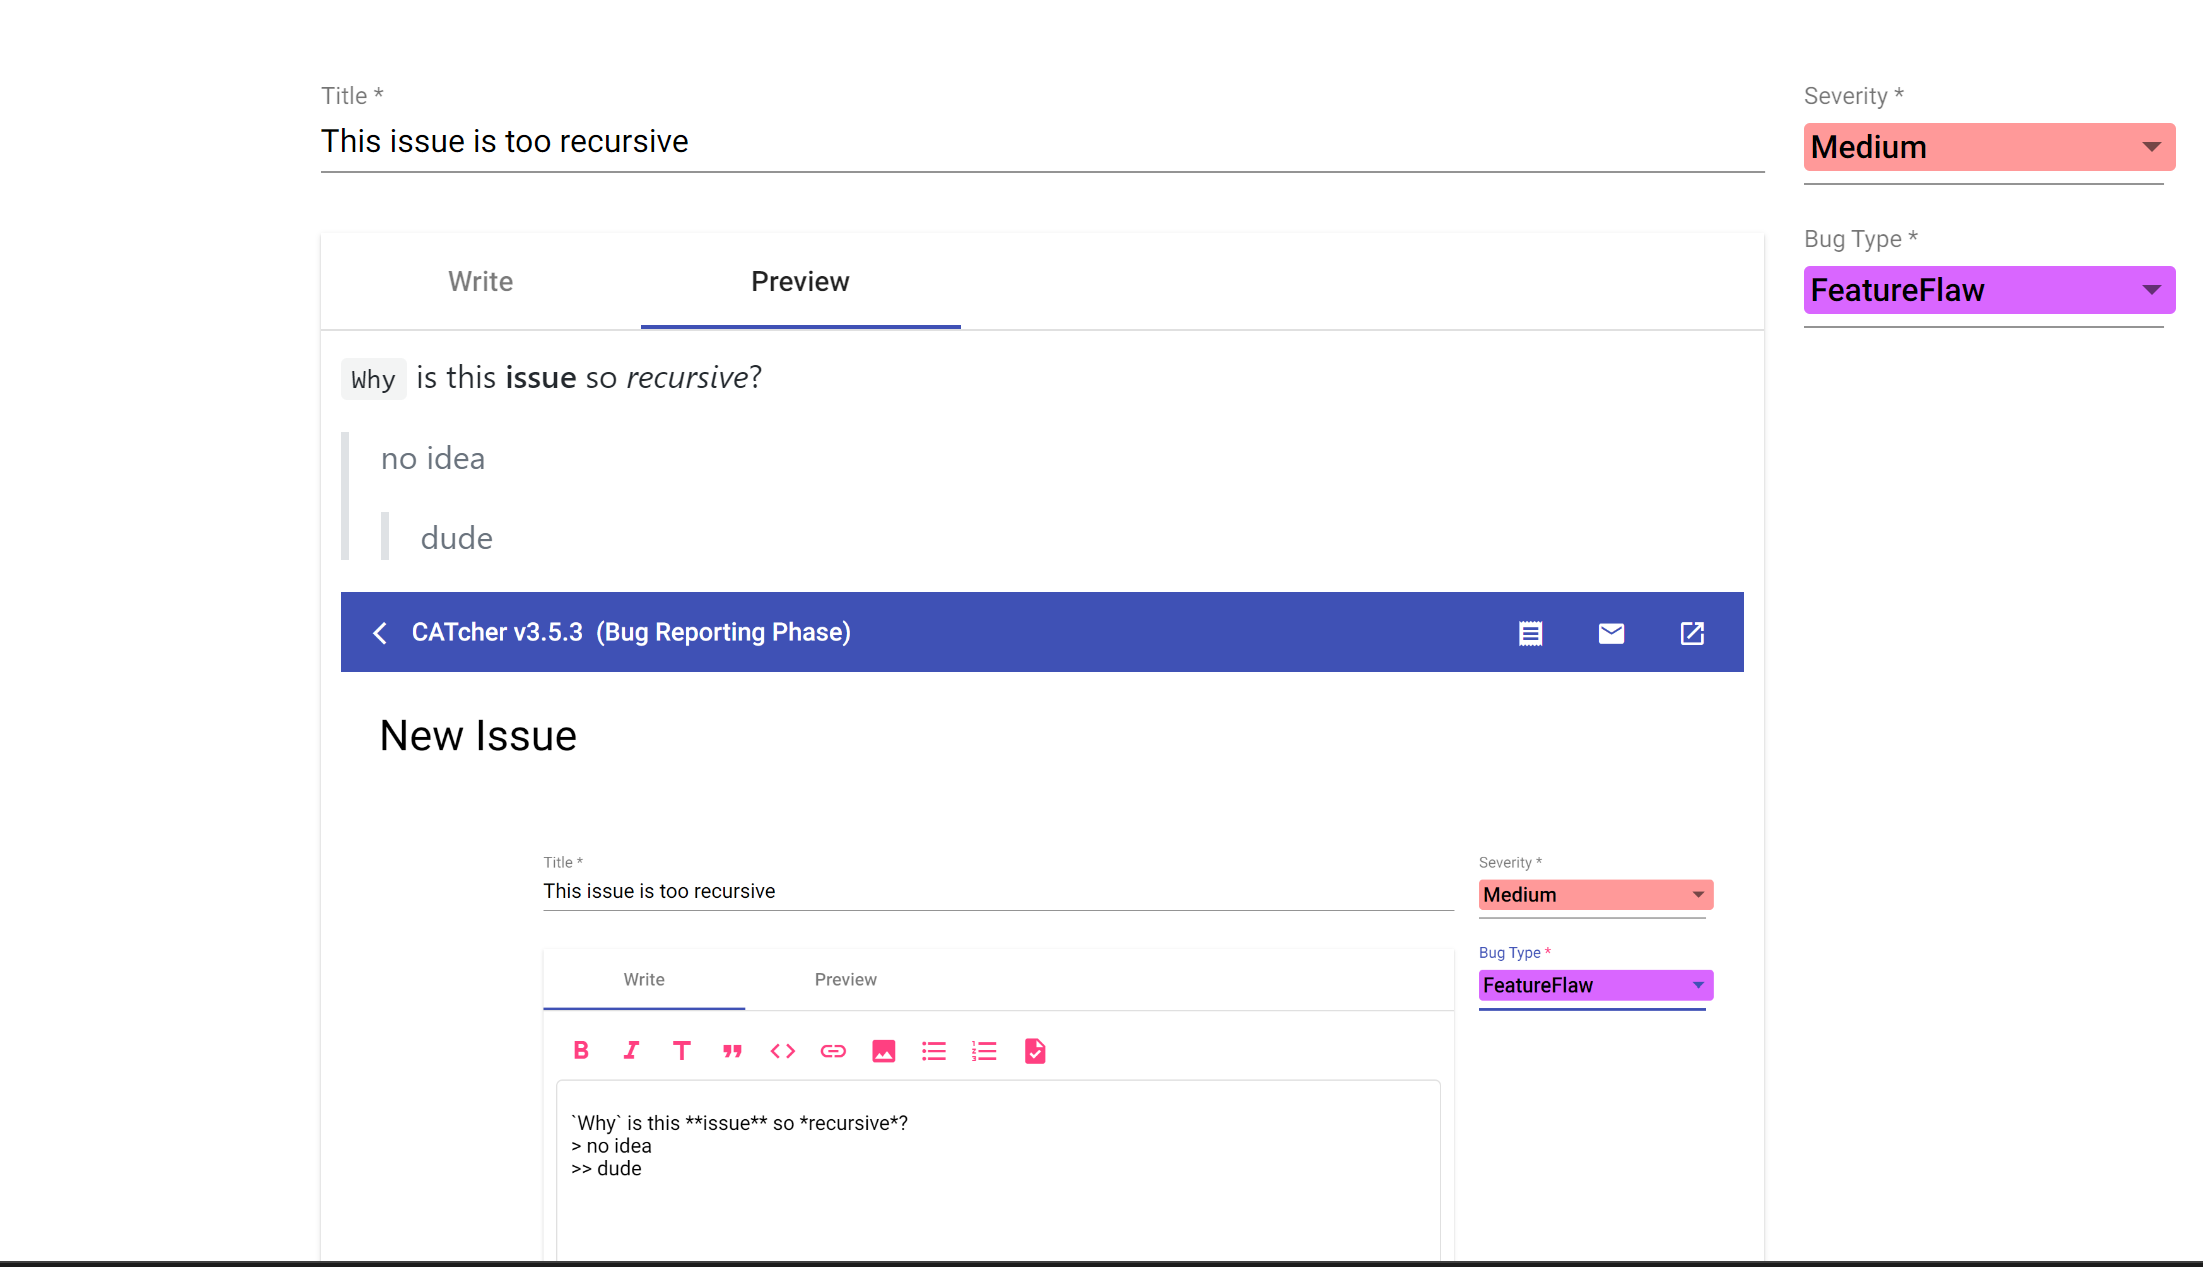 Title *
Severity *
This issue is too recursive
Medium
Bug Type *
FeatureFlaw
Write
Preview
Why is this issue so recursive?
no idea
dude
CATcher v3.5.3 (Bug Reporting Phase)
New Issue
Title *
Severity *
This issue is too recursive
Medium
Bug Type *
FeatureFlaw
Write
Preview
`Why` is this **issue** so *recursive*?
> no idea
>> dude